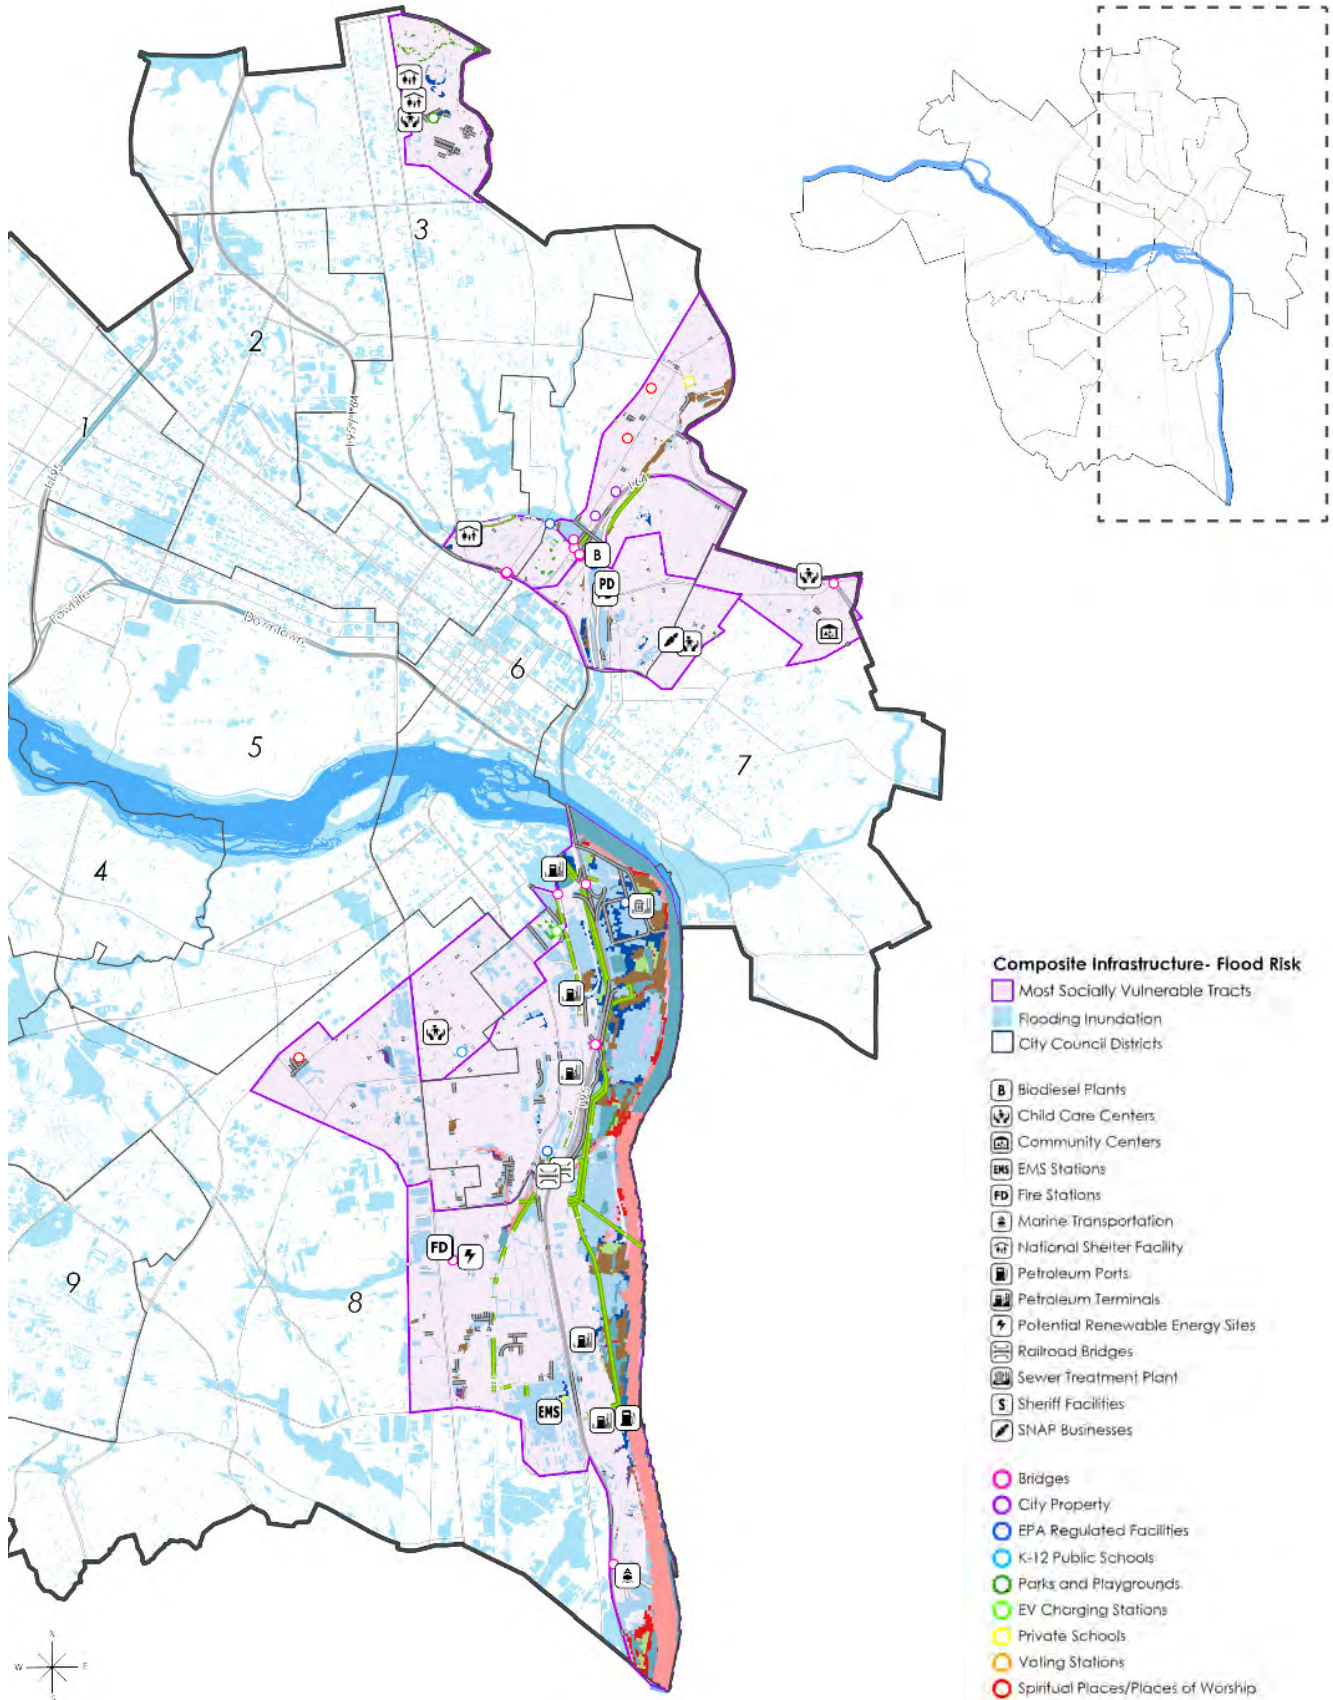 3
2
1
I-95 / I-64
I-195
I-64
B
PD
Powhite
Downtown
6
5
7
4
I-95
FD
9
8
EMS
N
W E
S
Composite Infrastructure- Flood Risk
Most Socially Vulnerable Tracts
Flooding Inundation
City Council Districts
B Biodiesel Plants
Child Care Centers
Community Centers
EMS EMS Stations
FD Fire Stations
Marine Transportation
National Shelter Facility
Petroleum Ports
Petroleum Terminals
Potential Renewable Energy Sites
Railroad Bridges
Sewer Treatment Plant
S Sheriff Facilities
SNAP Businesses
Bridges
City Property
EPA Regulated Facilities
K-12 Public Schools
Parks and Playgrounds
EV Charging Stations
Private Schools
Voting Stations
Spiritual Places/Places of Worship